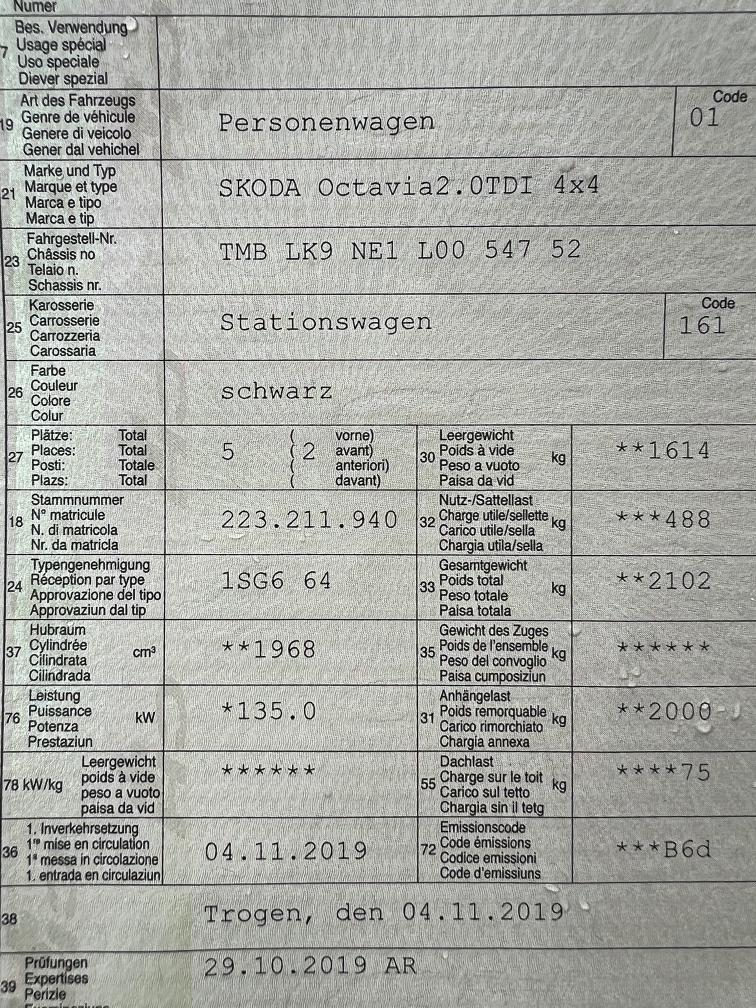 Numer
7 Bes. Verwendung
Usage spécial
Uso speciale
Diever spezial
19 Art des Fahrzeugs
Genre de véhicule
Genere di veicolo
Gener dal vehichel
Personenwagen
Code
01
21 Marke und Typ
Marque et type
Marca e tipo
Marca e tip
SKODA Octavia2.0TDI 4x4
23 Fahrgestell-Nr.
Châssis no
Telaio n.
Schassis nr.
TMB LK9 NE1 L00 547 52
25 Karosserie
Carrosserie
Carrozzeria
Carossaria
Stationswagen
Code
161
26 Farbe
Couleur
Colore
Colur
schwarz
27 Plätze: Total
Places: Total
Posti: Totale
Plazs: Total
5 ( 2 vorne)
( avant)
( anteriori)
( davant)
30 Leergewicht
Poids à vide kg
Peso a vuoto
Paisa da vid
**1614
18 Stammnummer
N° matricule
N. di matricola
Nr. da matricla
223.211.940
32 Nutz-/Sattellast
Charge utile/sellette kg
Carico utile/sella
Chargia utila/sella
***488
24 Typengenehmigung
Réception par type
Approvazione del tipo
Approvaziun dal tip
1SG6 64
33 Gesamtgewicht
Poids total kg
Peso totale
Paisa totala
**2102
37 Hubraum
Cylindrée cm³
Cilindrata
Cilindrada
**1968
35 Gewicht des Zuges
Poids de l'ensemble kg
Peso del convoglio
Paisa cumposiziun
******
76 Leistung
Puissance kW
Potenza
Prestaziun
*135.0
31 Anhängelast
Poids remorquable kg
Carico rimorchiato
Chargia annexa
**2000
78 kW/kg Leergewicht
poids à vide
peso a vuoto
paisa da vid
******
55 Dachlast
Charge sur le toit kg
Carico sul tetto
Chargia sin il tetg
****75
36 1. Inverkehrsetzung
1re mise en circulation
1a messa in circolazione
1. entrada en circulaziun
04.11.2019
72 Emissionscode
Code émissions
Codice emissioni
Code d'emissiuns
***B6d
38 Trogen, den 04.11.2019
39 Prüfungen
Expertises
Perizie
29.10.2019 AR